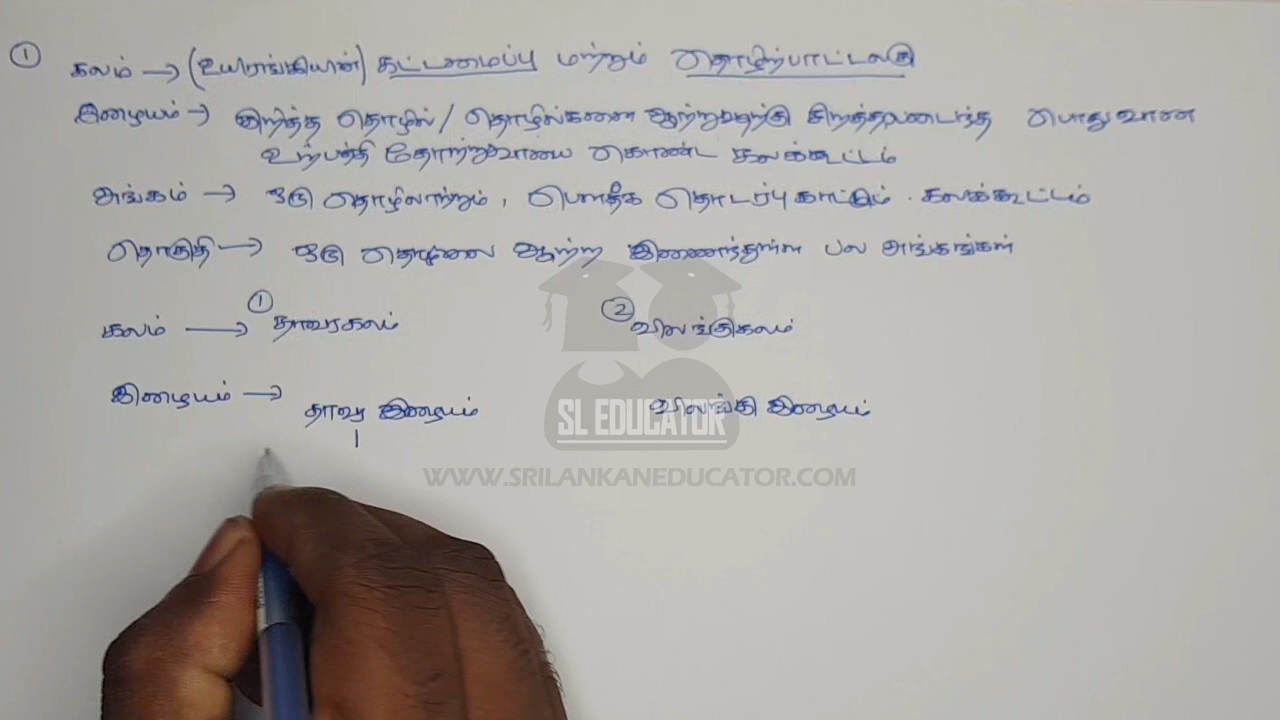 ①
கலம் → (உயிரங்கியின்) கட்டமைப்பு மற்றும் தொழிற்பாட்டலகு
இழையம் → குறித்த தொழில் / தொழில்களை ஆற்றுவதற்கு சிறத்தலடைந்த பொதுவான
உற்பத்தி தோற்றுவாயை கொண்ட கலக்கூட்டம்
அங்கம் → ஒரு தொழிலாற்றும், பௌதீக தொடர்பு காட்டும் கலக்கூட்டம்
தொகுதி → ஒரு தொழிலை ஆற்ற இணைந்துள்ள பல அங்கங்கள்
கலம் → ① தாவரகலம் ② விலங்குகலம்
இழையம் → தாவர இழையம் விலங்கு இழையம்
SL EDUCATOR
WWW.SRILANKANEDUCATOR.COM